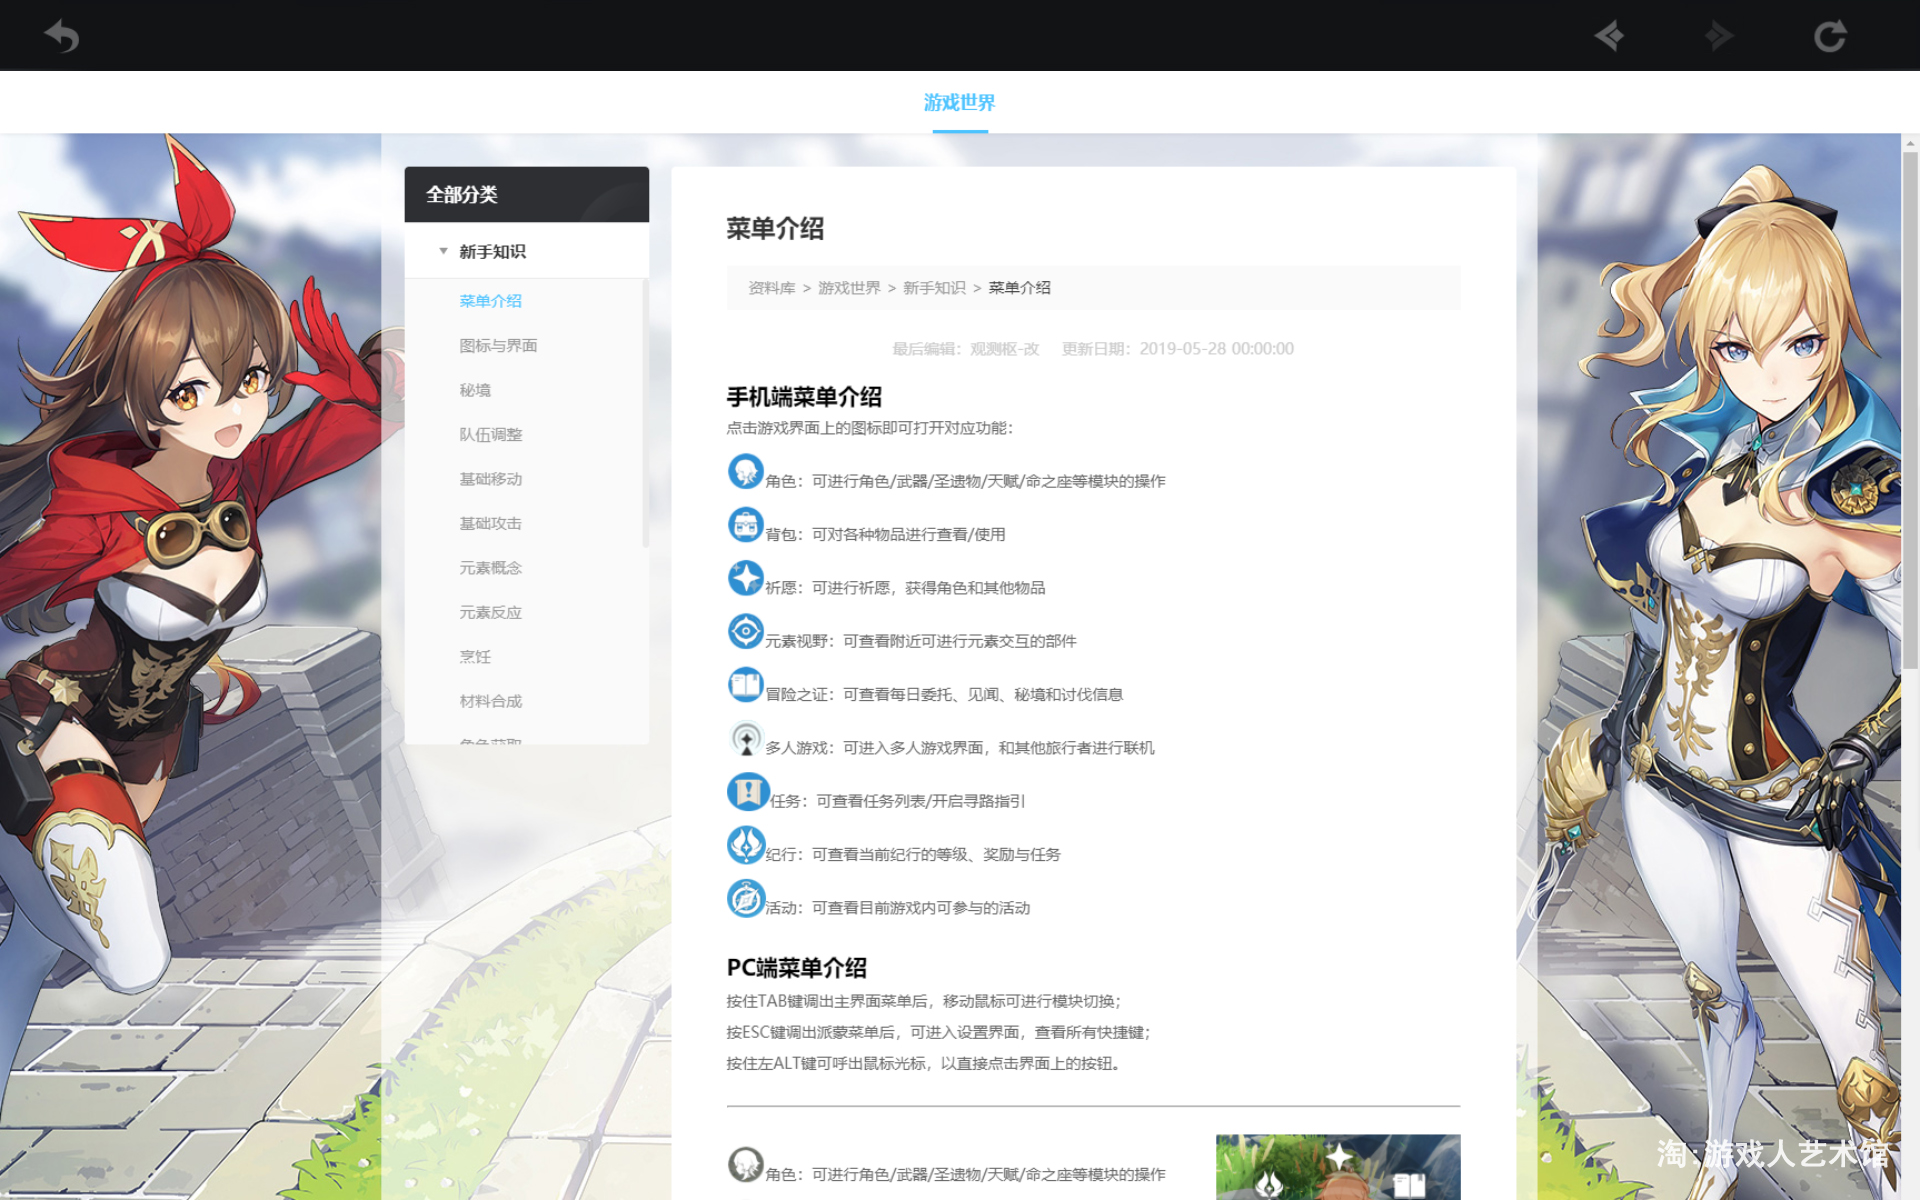 游戏世界
全部分类
新手知识
菜单介绍
图标与界面
秘境
队伍调整
基础移动
基础攻击
元素概念
元素反应
烹饪
材料合成
菜单介绍
资料库 > 游戏世界 > 新手知识 > 菜单介绍
最后编辑：观测枢-改 更新日期：2019-05-28 00:00:00
手机端菜单介绍
点击游戏界面上的图标即可打开对应功能：
角色：可进行角色/武器/圣遗物/天赋/命之座等模块的操作
背包：可对各种物品进行查看/使用
祈愿：可进行祈愿，获得角色和其他物品
元素视野：可查看附近可进行元素交互的部件
冒险之证：可查看每日委托、见闻、秘境和讨伐信息
多人游戏：可进入多人游戏界面，和其他旅行者进行联机
任务：可查看任务列表/开启寻路指引
纪行：可查看当前纪行的等级、奖励与任务
活动：可查看目前游戏内可参与的活动
PC端菜单介绍
按住TAB键调出主界面菜单后，移动鼠标可进行模块切换；
按ESC键调出派蒙菜单后，可进入设置界面，查看所有快捷键；
按住左ALT键可呼出鼠标光标，以直接点击界面上的按钮。
角色：可进行角色/武器/圣遗物/天赋/命之座等模块的操作
淘:游戏人艺术馆